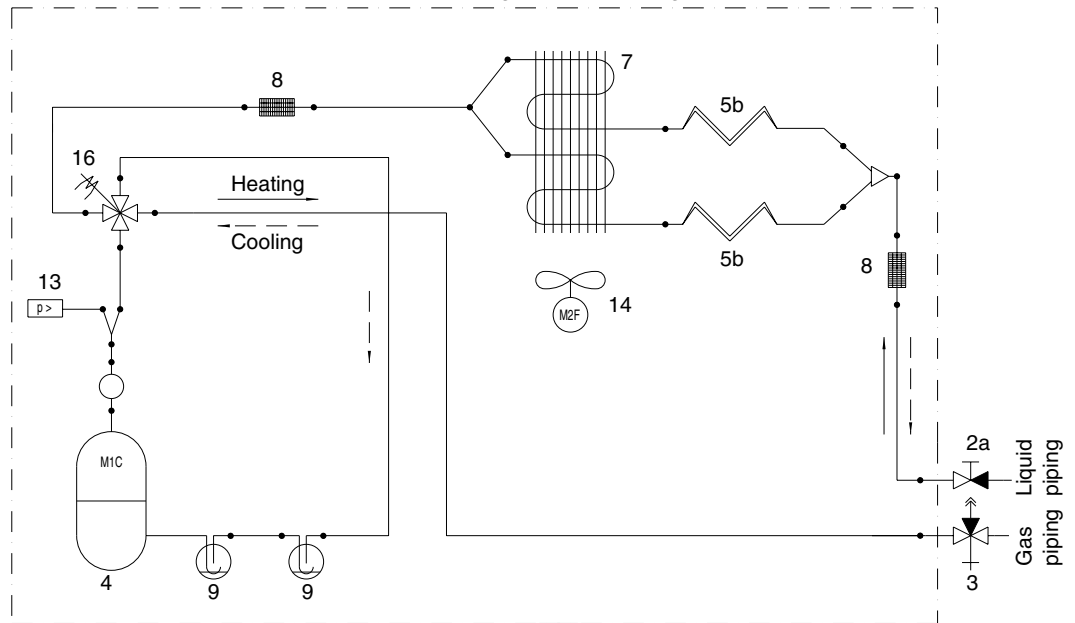 7
8
5b
16
Heating
Cooling
5b
8
13
p >
14
M2F
2a
Liquid
piping
M1C
Gas
piping
4
9
9
3